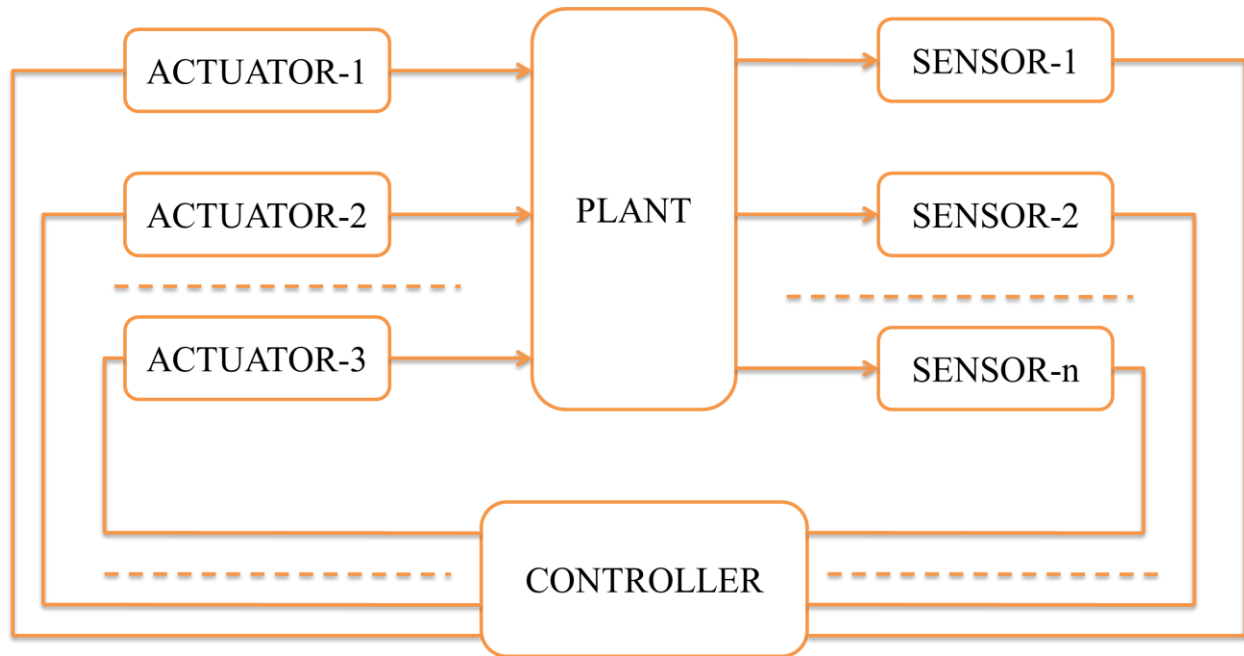 ACTUATOR-1
SENSOR-1
ACTUATOR-2
PLANT
SENSOR-2
ACTUATOR-3
SENSOR-n
CONTROLLER